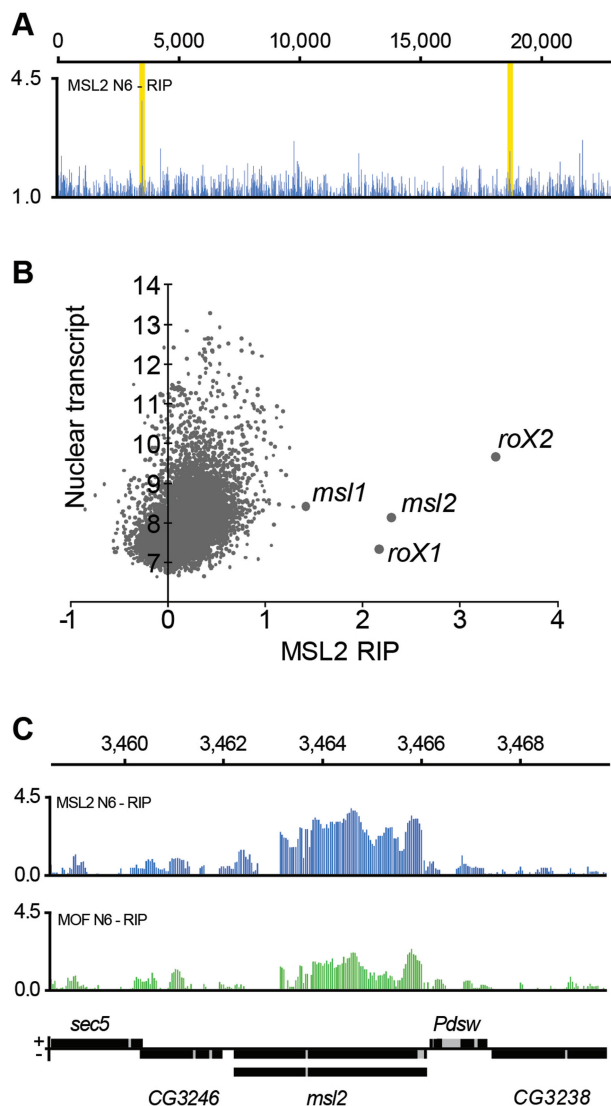 A
0 5,000 10,000 15,000 20,000
4.5
MSL2 N6 - RIP
1.0
B
14
13
12
11
10
9
8
7
Nuclear transcript
roX2
msl1
msl2
roX1
-1 0 1 2 3 4
MSL2 RIP
C
3,460 3,462 3,464 3,466 3,468
4.5
MSL2 N6 - RIP
0.0
4.5
MOF N6 - RIP
0.0
sec5 Pdsw
+
-
CG3246 msl2 CG3238